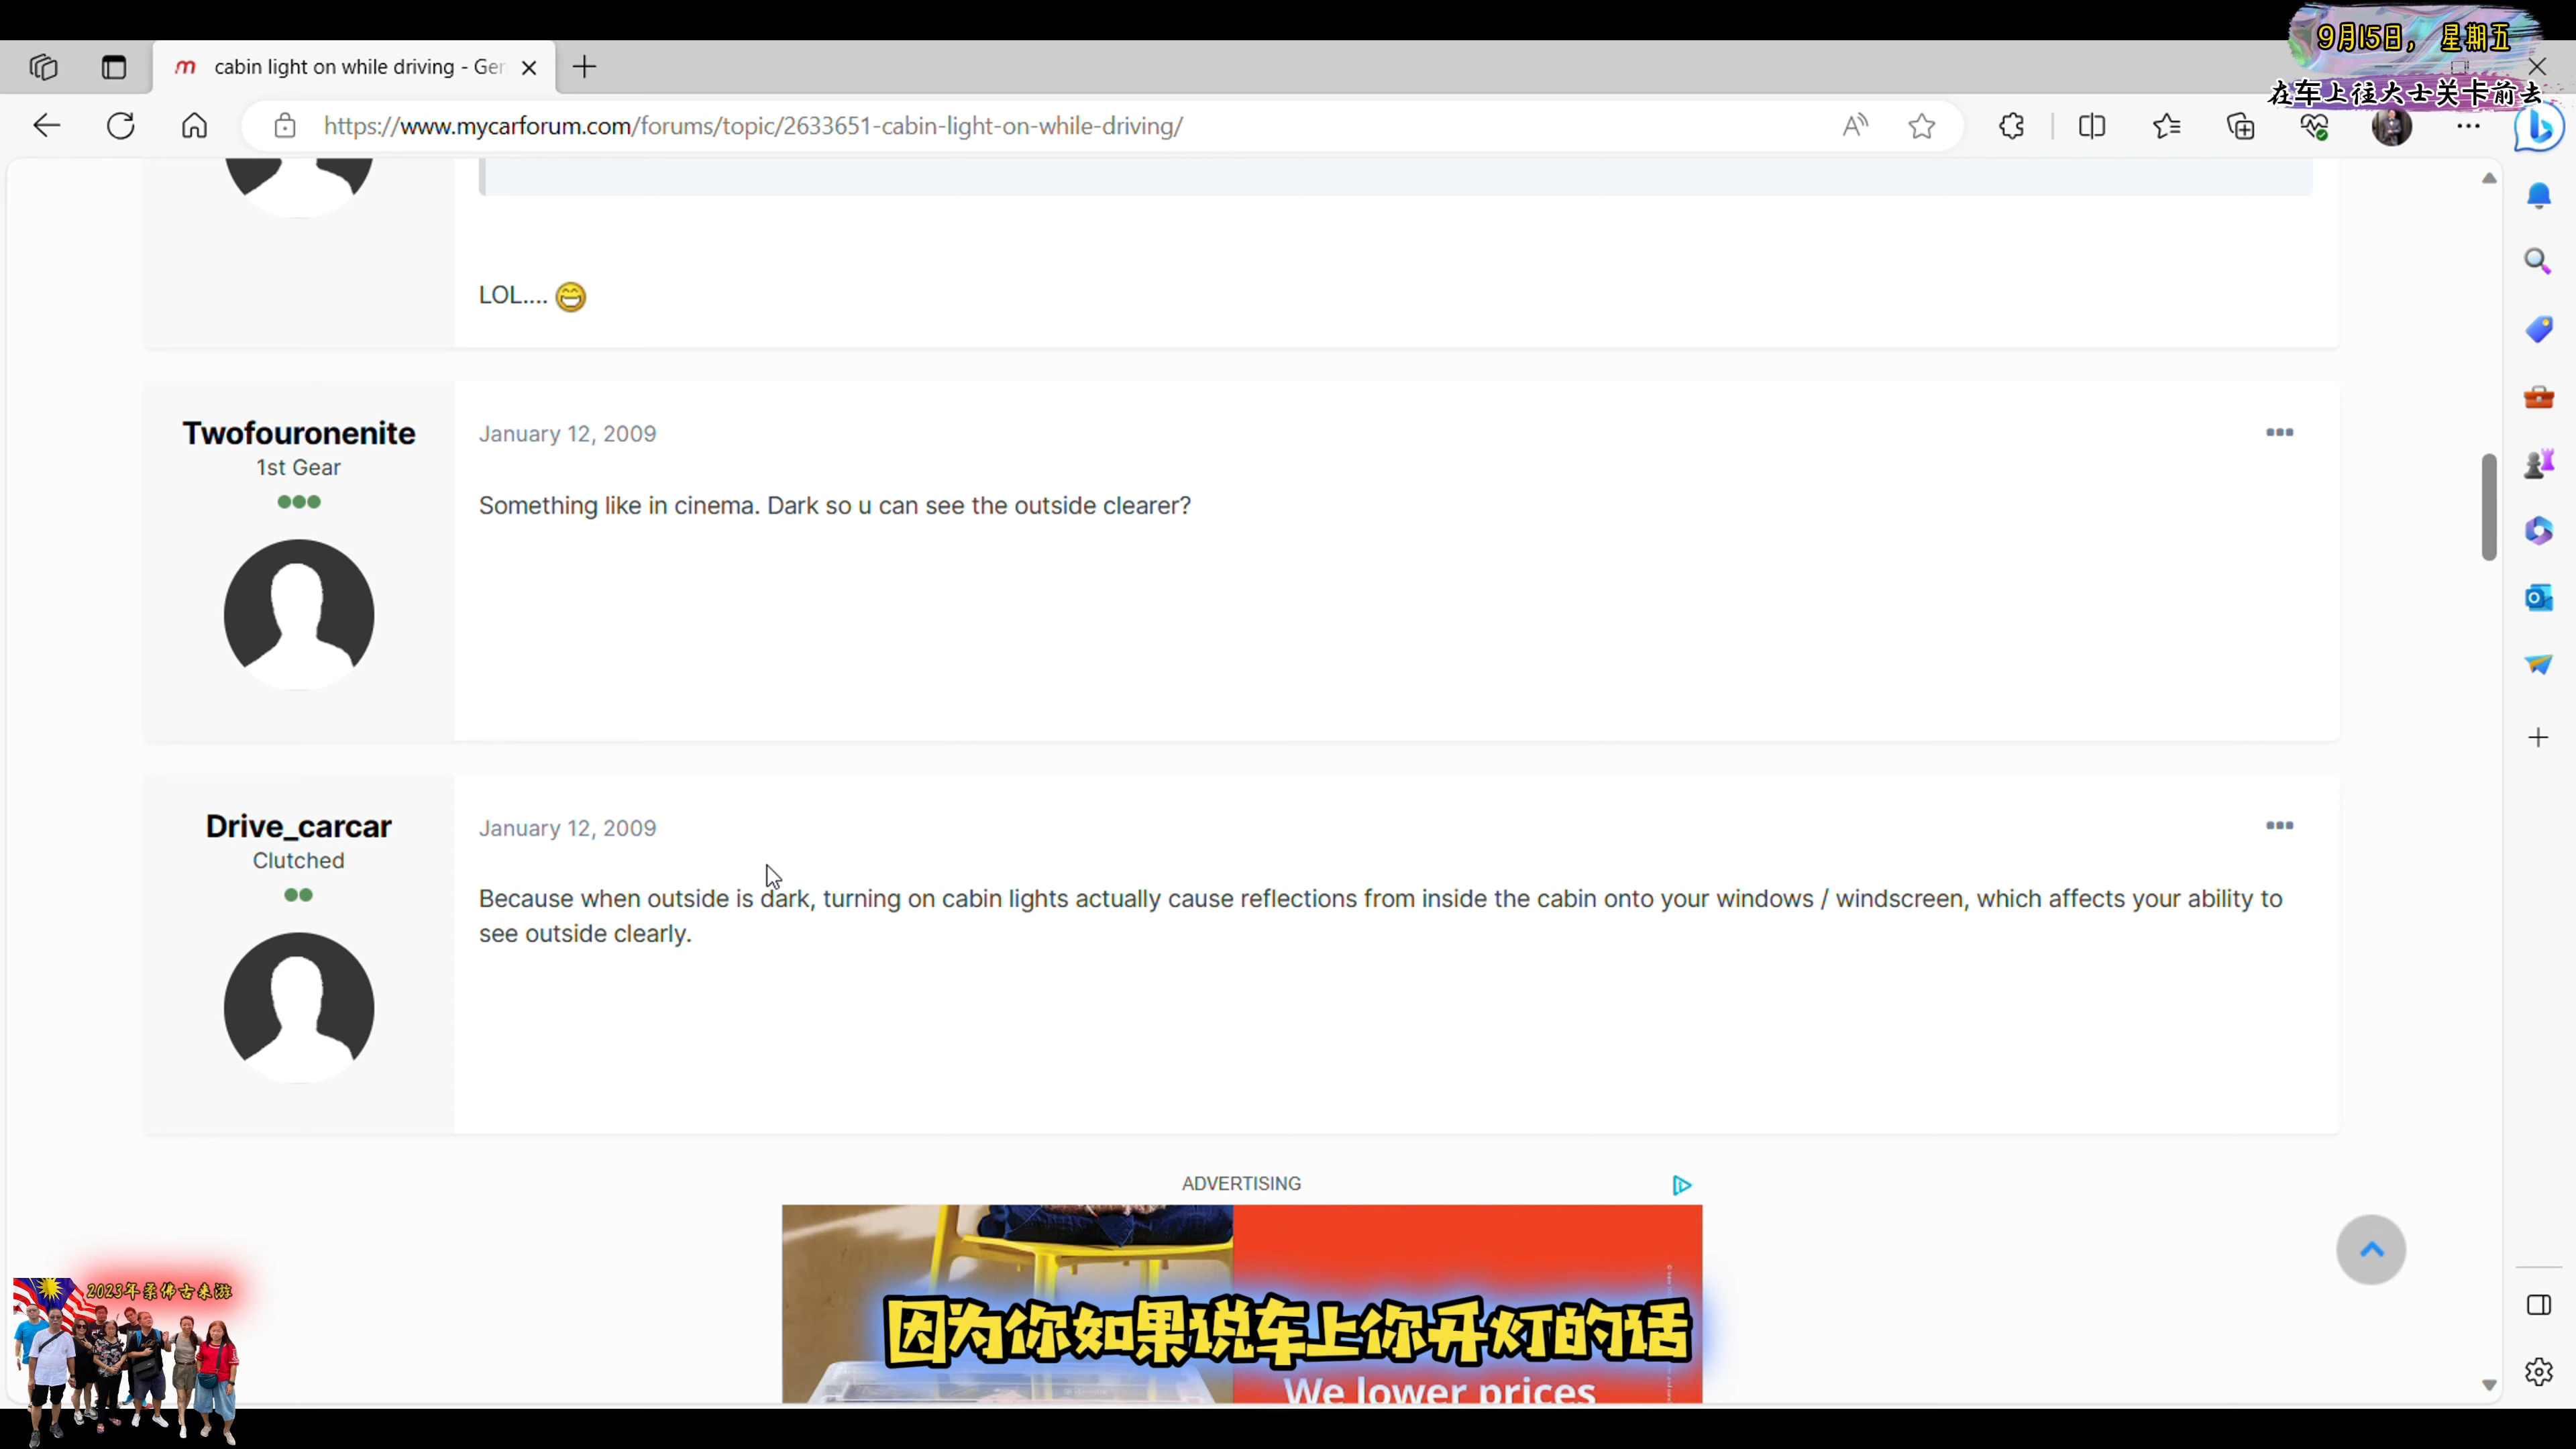 9月15日，星期五
cabin light on while driving - Ger
在车上往大士关卡前去
https://www.mycarforum.com/forums/topic/2633651-cabin-light-on-while-driving/
LOL....
Twofouronenite
1st Gear
January 12, 2009
Something like in cinema. Dark so u can see the outside clearer?
Drive_carcar
Clutched
January 12, 2009
Because when outside is dark, turning on cabin lights actually cause reflections from inside the cabin onto your windows / windscreen, which affects your ability to
see outside clearly.
ADVERTISING
2023年柔佛古来游
因为你如果说车上你开灯的话
We lower prices